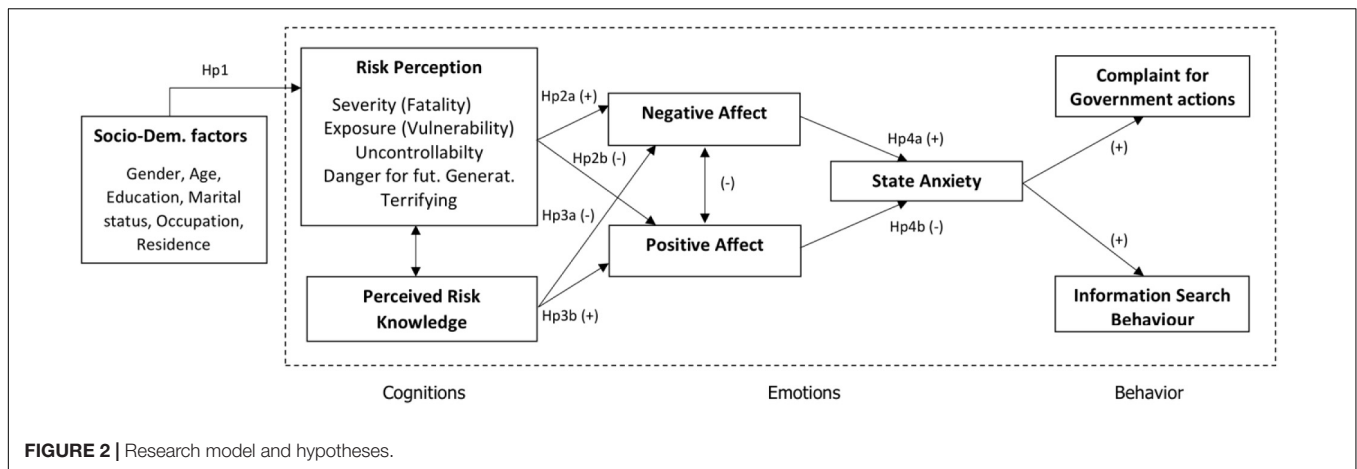 Hp1
Socio-Dem. factors
Gender, Age,
Education, Marital
status, Occupation,
Residence
Risk Perception
Severity (Fatality)
Exposure (Vulnerability)
Uncontrollabilty
Danger for fut. Generat.
Terrifying
Perceived Risk
Knowledge
Hp2a (+)
Hp2b (-)
Hp3a (-)
Hp3b (+)
Negative Affect
(-)
Positive Affect
Hp4a (+)
Hp4b (-)
State Anxiety
(+)
(+)
Complaint for
Government actions
Information Search
Behaviour
Cognitions
Emotions
Behavior
FIGURE 2 | Research model and hypotheses.